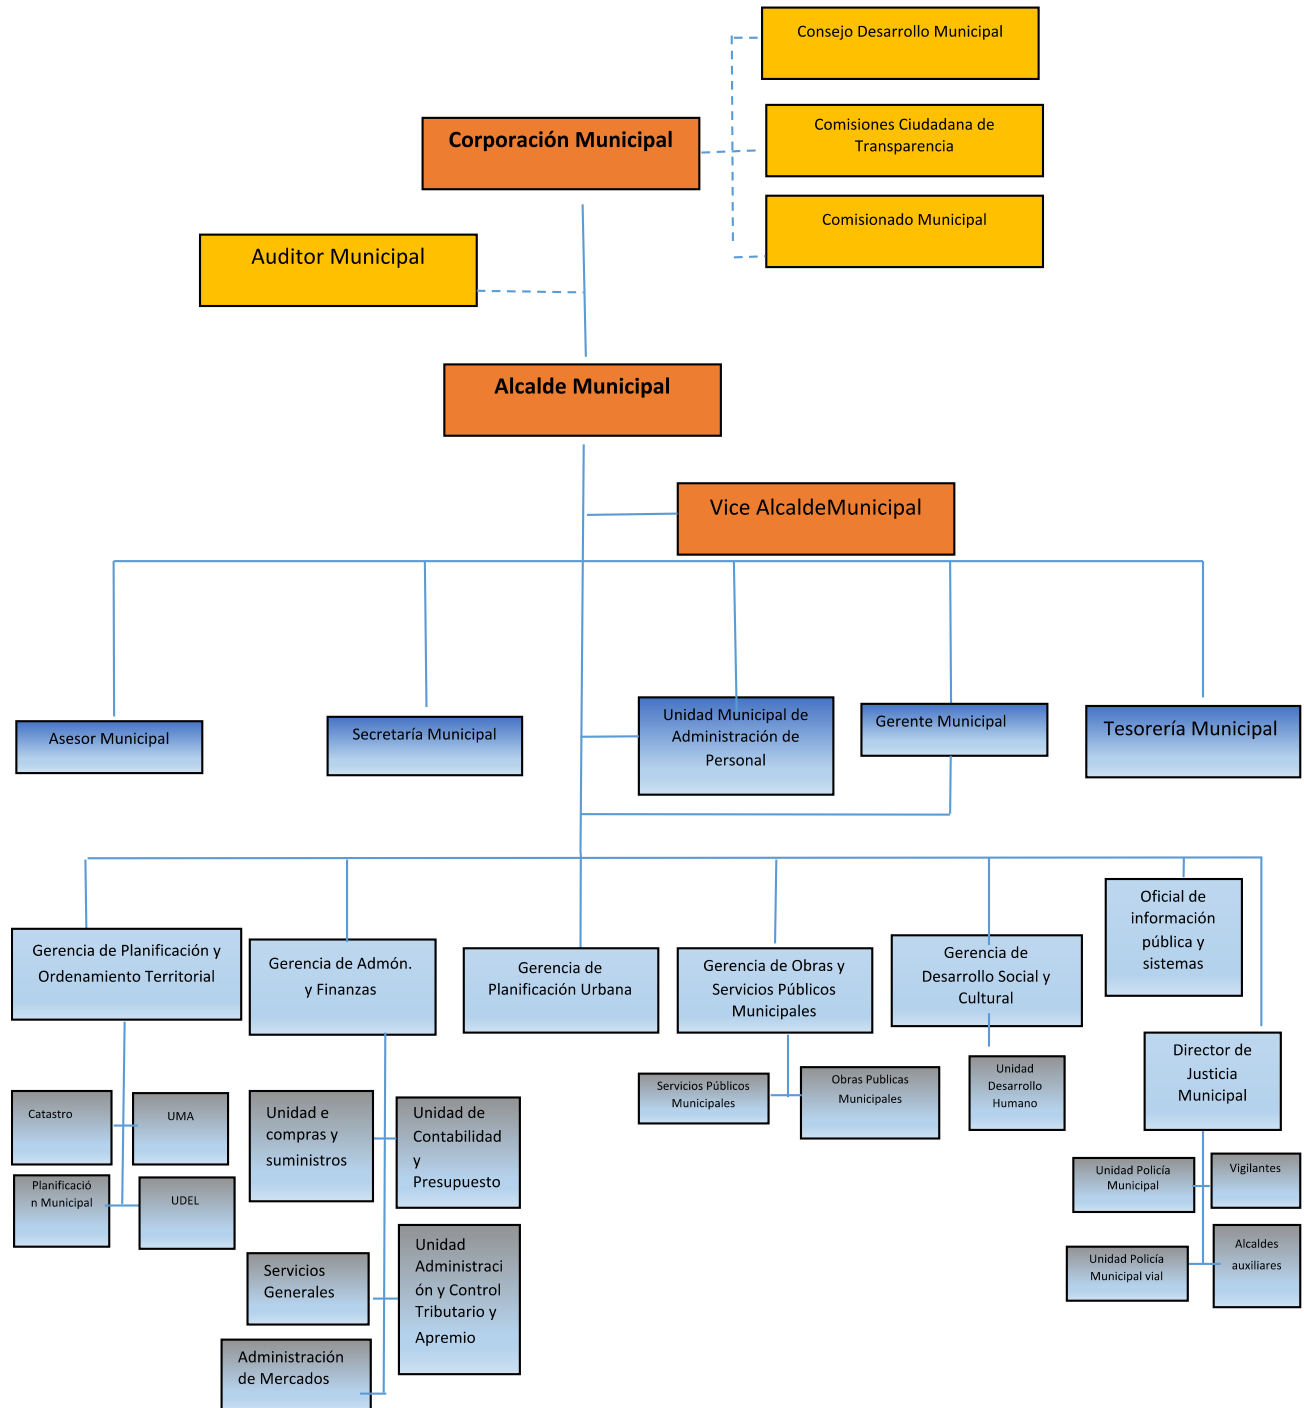 Consejo Desarrollo Municipal
Corporación Municipal
Comisiones Ciudadana de
Transparencia
Comisionado Municipal
Auditor Municipal
Alcalde Municipal
Vice AlcaldeMunicipal
Asesor Municipal
Secretaría Municipal
Unidad Municipal de
Administración de
Personal
Gerente Municipal
Tesorería Municipal
Gerencia de Planificación y
Ordenamiento Territorial
Gerencia de Admón.
y Finanzas
Gerencia de
Planificación Urbana
Gerencia de Obras y
Servicios Públicos
Municipales
Gerencia de
Desarrollo Social y
Cultural
Oficial de
información
pública y
sistemas
Director de
Justicia
Municipal
Catastro
UMA
Planificació
n Municipal
UDEL
Unidad e
compras y
suministros
Unidad de
Contabilidad
y
Presupuesto
Servicios
Generales
Unidad
Administraci
ón y Control
Tributario y
Apremio
Administración
de Mercados
Servicios Públicos
Municipales
Obras Publicas
Municipales
Unidad
Desarrollo
Humano
Unidad Policía
Municipal
Vigilantes
Unidad Policía
Municipal vial
Alcaldes
auxiliares